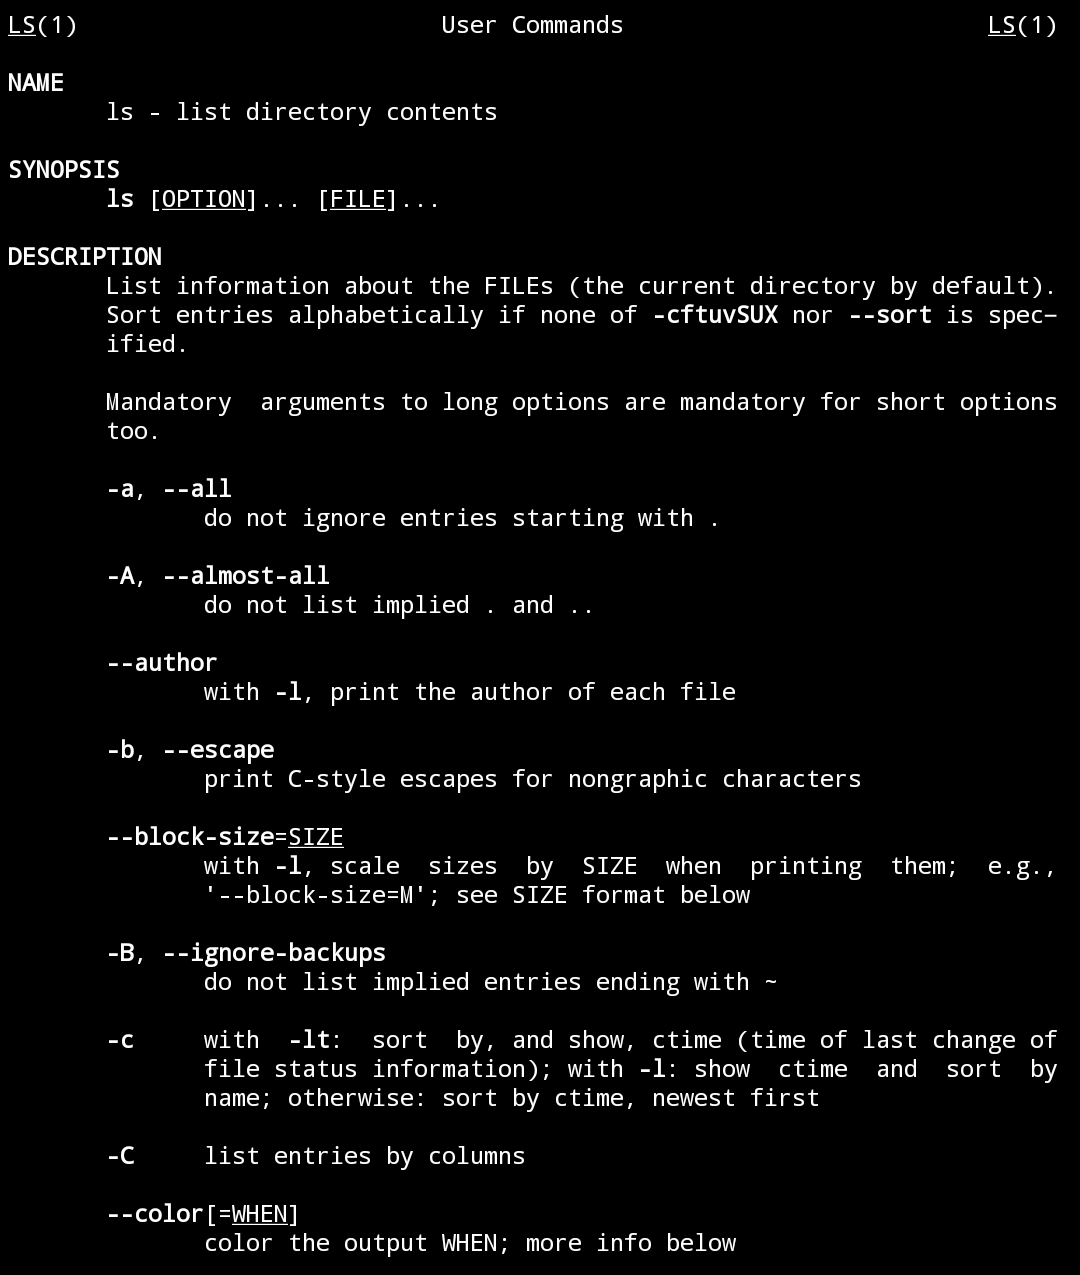 LS(1) User Commands LS(1)
NAME
ls - list directory contents
SYNOPSIS
ls [OPTION]... [FILE]...
DESCRIPTION
List information about the FILEs (the current directory by default).
Sort entries alphabetically if none of -cftuvSUX nor --sort is spec‐
ified.
Mandatory arguments to long options are mandatory for short options
too.
-a, --all
do not ignore entries starting with .
-A, --almost-all
do not list implied . and ..
--author
with -l, print the author of each file
-b, --escape
print C-style escapes for nongraphic characters
--block-size=SIZE
with -l, scale sizes by SIZE when printing them; e.g.,
'--block-size=M'; see SIZE format below
-B, --ignore-backups
do not list implied entries ending with ~
-c with -lt: sort by, and show, ctime (time of last change of
file status information); with -l: show ctime and sort by
name; otherwise: sort by ctime, newest first
-C list entries by columns
--color[=WHEN]
color the output WHEN; more info below